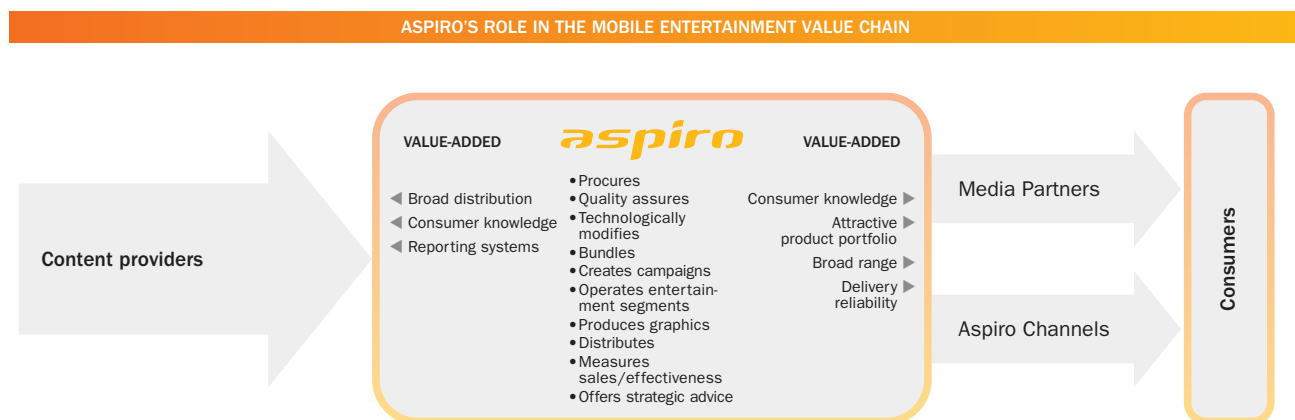 ASPIRO'S ROLE IN THE MOBILE ENTERTAINMENT VALUE CHAIN
Content providers
VALUE-ADDED
Broad distribution
Consumer knowledge
Reporting systems
aspiro
• Procures
• Quality assures
• Technologically
modifies
• Bundles
• Creates campaigns
• Operates entertain-
ment segments
• Produces graphics
• Distributes
• Measures
sales/effectiveness
• Offers strategic advice
VALUE-ADDED
Consumer knowledge
Attractive
product portfolio
Broad range
Delivery
reliability
Media Partners
Aspiro Channels
Consumers